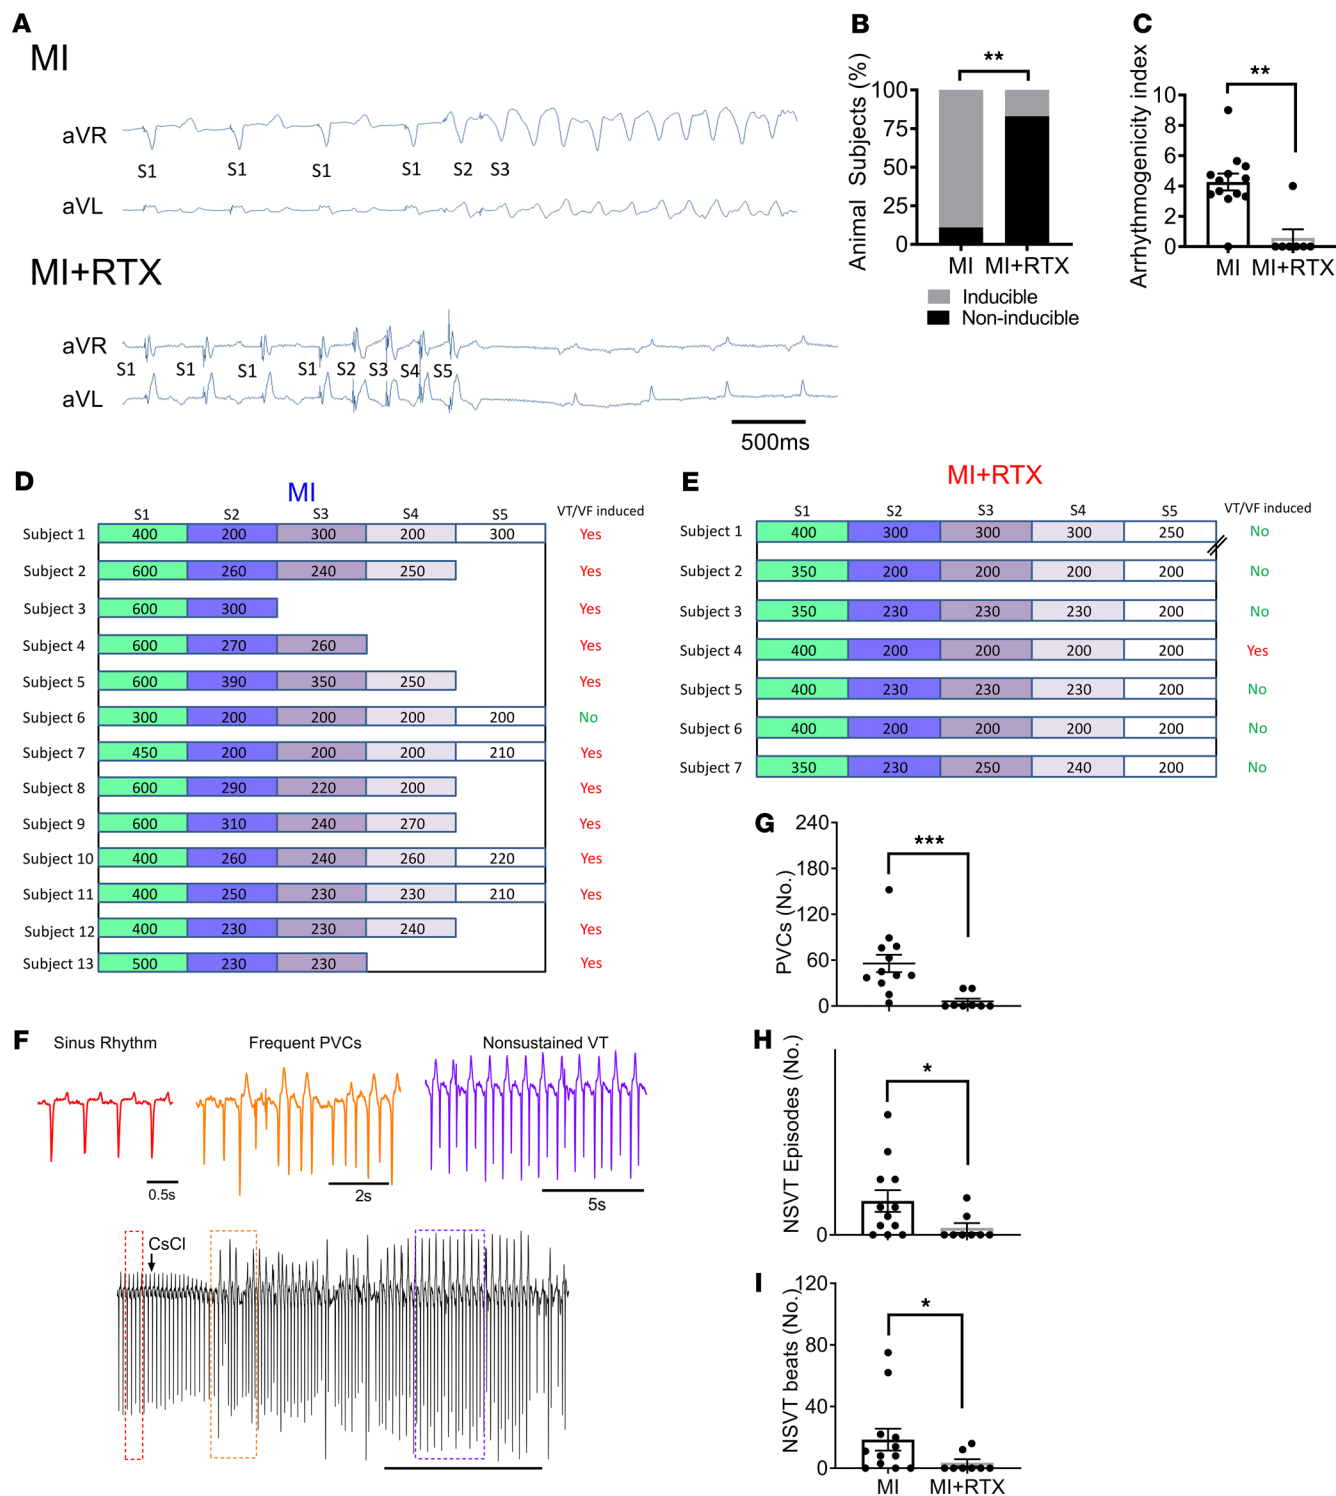 A
MI
aVR
S1 S1 S1 S1 S2 S3
aVL
MI+RTX
aVR
S1 S1 S1 S1 S2 S3 S4 S5
aVL
500ms
B
**
Animal Subjects (%)
100
75
50
25
0
MI MI+RTX
Inducible
Non-inducible
C
**
Arrhythmogenicity index
10
8
6
4
2
0
MI MI+RTX
D
MI
S1 S2 S3 S4 S5 VT/VF induced
Subject 1 400 200 300 200 300 Yes
Subject 2 600 260 240 250 Yes
Subject 3 600 300 Yes
Subject 4 600 270 260 Yes
Subject 5 600 390 350 250 Yes
Subject 6 300 200 200 200 200 No
Subject 7 450 200 200 200 210 Yes
Subject 8 600 290 220 200 Yes
Subject 9 600 310 240 270 Yes
Subject 10 400 260 240 260 220 Yes
Subject 11 400 250 230 230 210 Yes
Subject 12 400 230 230 240 Yes
Subject 13 500 230 230 Yes
E
MI+RTX
S1 S2 S3 S4 S5 VT/VF induced
Subject 1 400 300 300 300 250 No
Subject 2 350 200 200 200 200 No
Subject 3 350 230 230 230 200 No
Subject 4 400 200 200 200 200 Yes
Subject 5 400 230 230 230 200 No
Subject 6 400 200 200 200 200 No
Subject 7 350 230 250 240 200 No
F
Sinus Rhythm Frequent PVCs Nonsustained VT
0.5s 2s 5s
CsCl
G
***
PVCs (No.)
240
180
120
60
0
H
*
NSVT Episodes (No.)
0
I
*
NSVT beats (No.)
120
80
40
0
MI MI+RTX